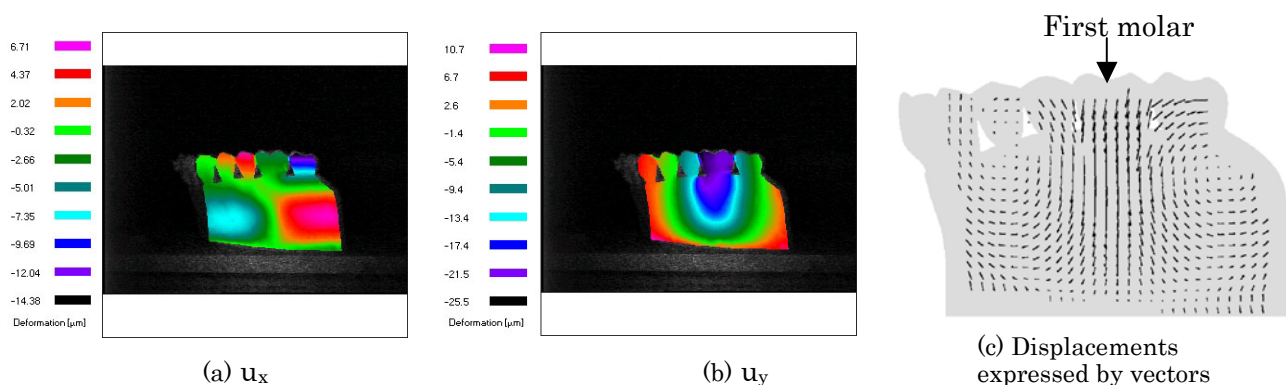 6.71
4.37
2.02
-0.32
-2.66
-5.01
-7.35
-9.69
-12.04
-14.38
Deformation [µm]
(a) ux
10.7
6.7
2.6
-1.4
-5.4
-9.4
-13.4
-17.4
-21.5
-25.5
Deformation [µm]
(b) uy
First molar
(c) Displacements
expressed by vectors